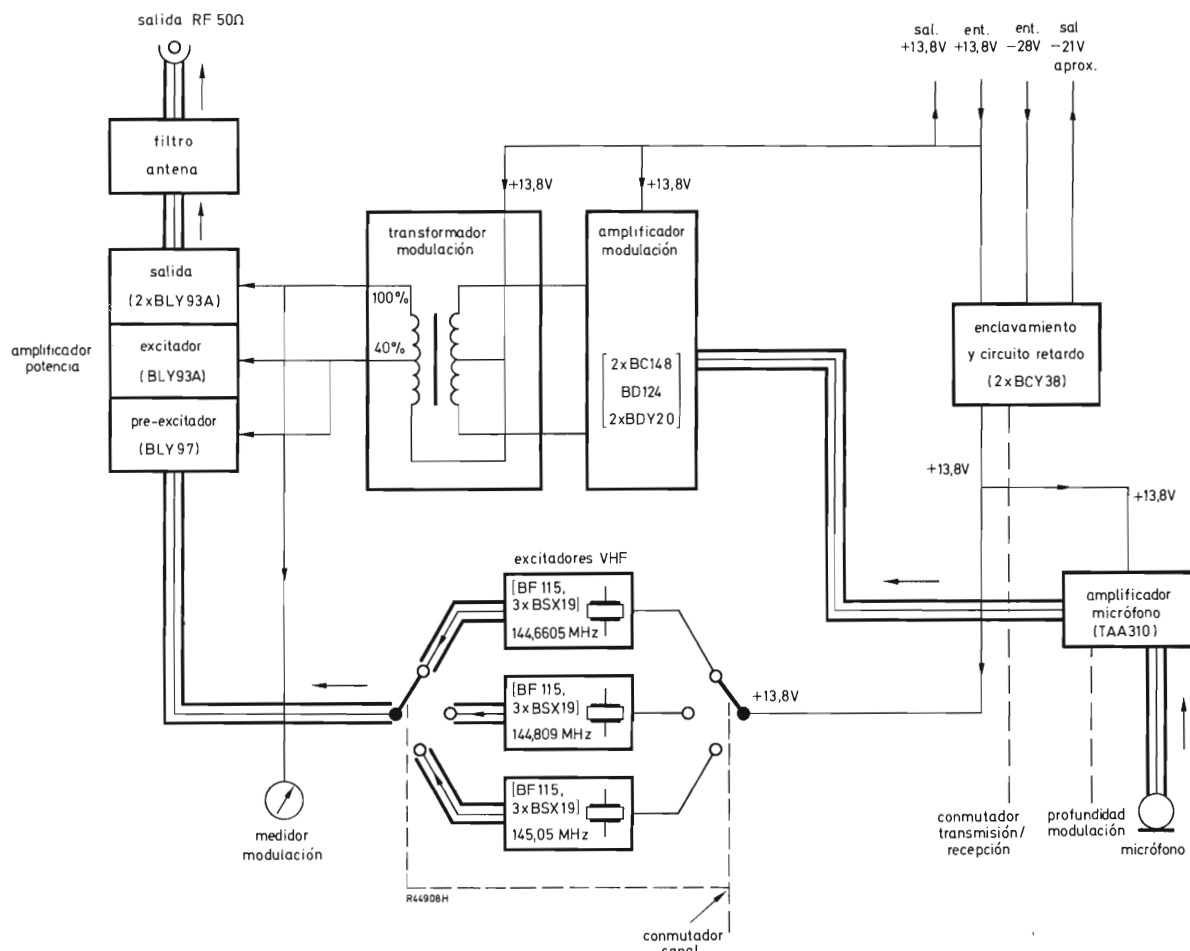 salida RF 50Ω
sal.
+13,8V
ent.
+13,8V
ent.
−28V
sal
−21V
aprox.
filtro
antena
+13,8V
+13,8V
transformador
modulación
amplificador
modulación
salida
(2xBLY93A)
100%
amplificador
potencia
excitador
(BLY93A)
40%
2xBC148
BD124
2xBDY20
enclavamiento
y circuito retardo
(2xBCY38)
pre-excitador
(BLY97)
+13,8V
+13,8V
excitadores VHF
[BF 115,
3xBSX19]
144,6605 MHz
amplificador
micrófono
(TAA310)
[BF 115,
3xBSX19]
144,809 MHz
+13,8V
[BF 115,
3xBSX19]
145,05 MHz
medidor
modulación
conmutador
transmisión/
recepción
profundidad
modulación
micrófono
R44908H
conmutador
canal